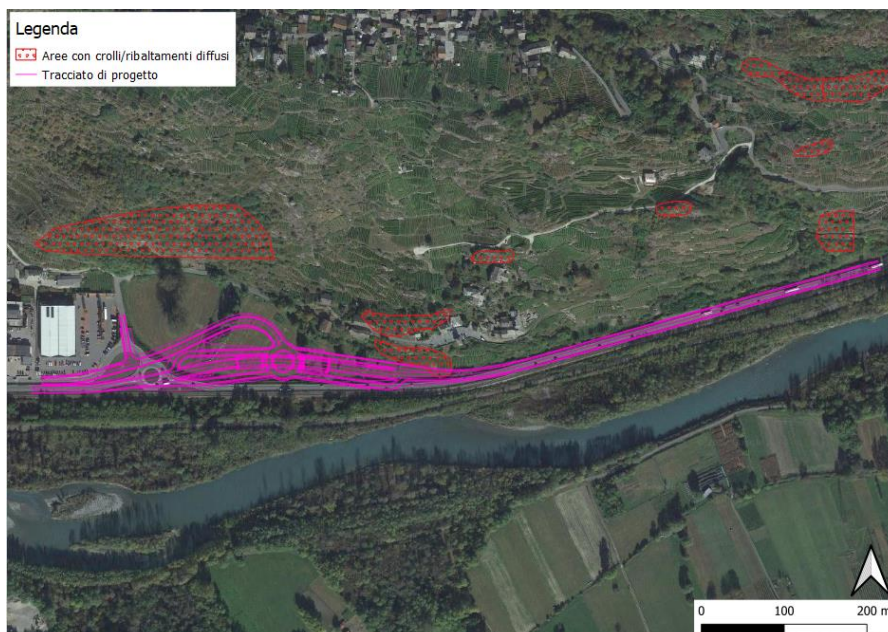 Legenda
Aree con crolli/ribaltamenti diffusi
Tracciato di progetto
0 100 200 m